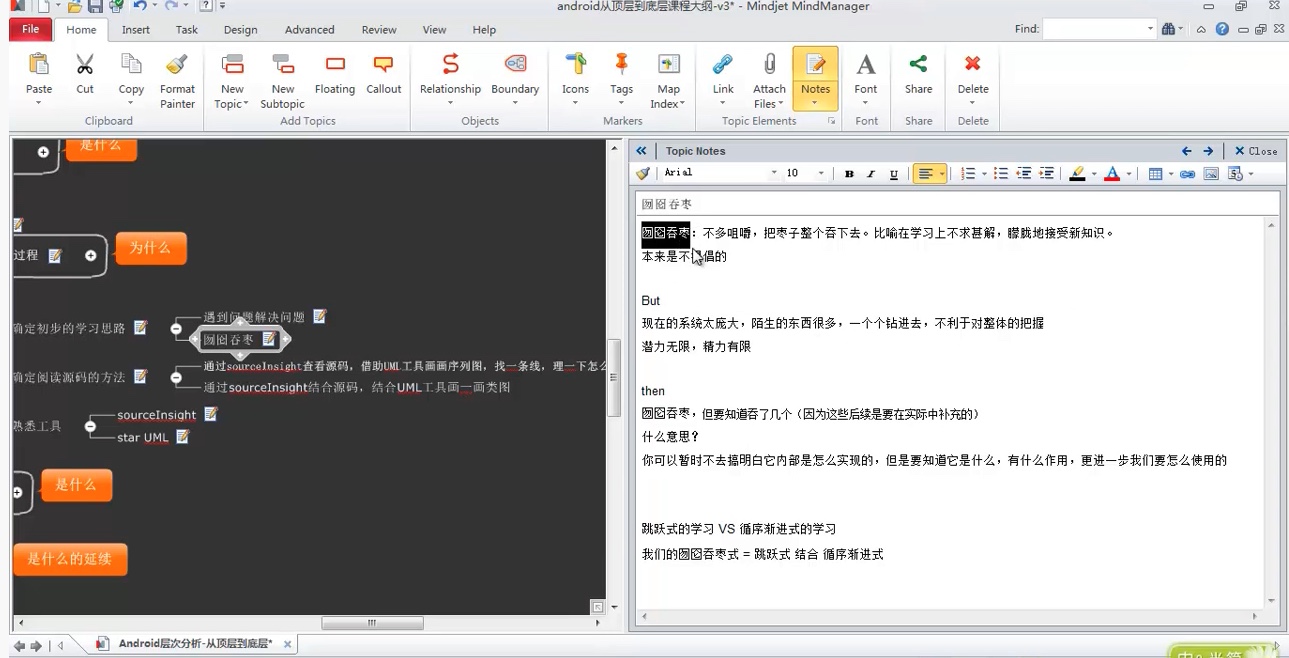 android从顶层到底层课程大纲-v3* - Mindjet MindManager
File Home Insert Task Design Advanced Review View Help Find:
Paste Cut Copy Format Painter New Topic New Subtopic Floating Callout Relationship Boundary Icons Tags Map Index Link Attach Files Notes Font Share Delete
Clipboard Add Topics Objects Markers Topic Elements Font Share Delete
是什么
过程
为什么
确定初步的学习思路
遇到问题解决问题
囫囵吞枣
确定阅读源码的方法
通过sourceInsight查看源码，借助UML工具画画序列图，找一条线，理一下怎么
通过sourceInsight结合源码，结合UML工具画一画类图
熟悉工具
sourceInsight
star UML
是什么
是什么的延续
Topic Notes Close
Arial 10 B I U A
囫囵吞枣
囫囵吞枣：不多咀嚼，把枣子整个吞下去。比喻在学习上不求甚解，朦胧地接受新知识。
本来是不提倡的
But
现在的系统太庞大，陌生的东西很多，一个个钻进去，不利于对整体的把握
潜力无限，精力有限
then
囫囵吞枣，但要知道吞了几个（因为这些后续是要在实际中补充的）
什么意思？
你可以暂时不去搞明白它内部是怎么实现的，但是要知道它是什么，有什么作用，更进一步我们要怎么使用的
跳跃式的学习 VS 循序渐进式的学习
我们的囫囵吞枣式 = 跳跃式 结合 循序渐进式
Android层次分析-从顶层到底层*